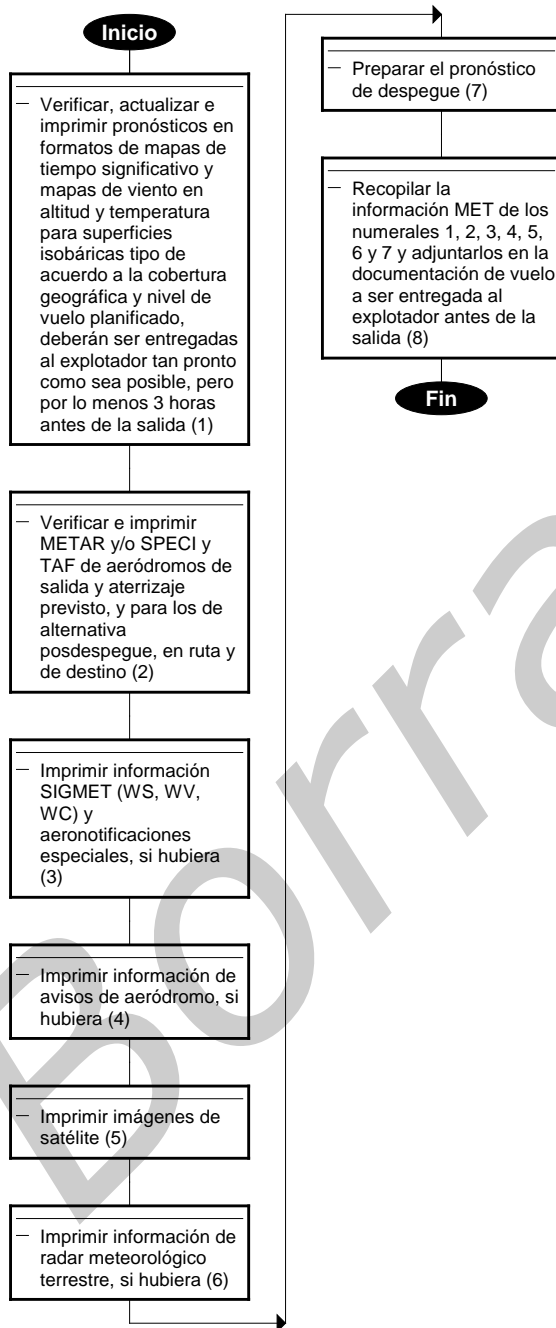 Inicio
— Verificar, actualizar e
imprimir pronósticos en
formatos de mapas de
tiempo significativo y
mapas de viento en
altitud y temperatura
para superficies
isobáricas tipo de
acuerdo a la cobertura
geográfica y nivel de
vuelo planificado,
deberán ser entregadas
al explotador tan pronto
como sea posible, pero
por lo menos 3 horas
antes de la salida (1)
— Verificar e imprimir
METAR y/o SPECI y
TAF de aeródromos de
salida y aterrizaje
previsto, y para los de
alternativa
posdespegue, en ruta y
de destino (2)
— Imprimir información
SIGMET (WS, WV,
WC) y
aeronotificaciones
especiales, si hubiera
(3)
— Imprimir información de
avisos de aeródromo, si
hubiera (4)
— Imprimir imágenes de
satélite (5)
— Imprimir información de
radar meteorológico
terrestre, si hubiera (6)
— Preparar el pronóstico
de despegue (7)
— Recopilar la
información MET de los
numerales 1, 2, 3, 4, 5,
6 y 7 y adjuntarlos en la
documentación de vuelo
a ser entregada al
explotador antes de la
salida (8)
Fin
Borra